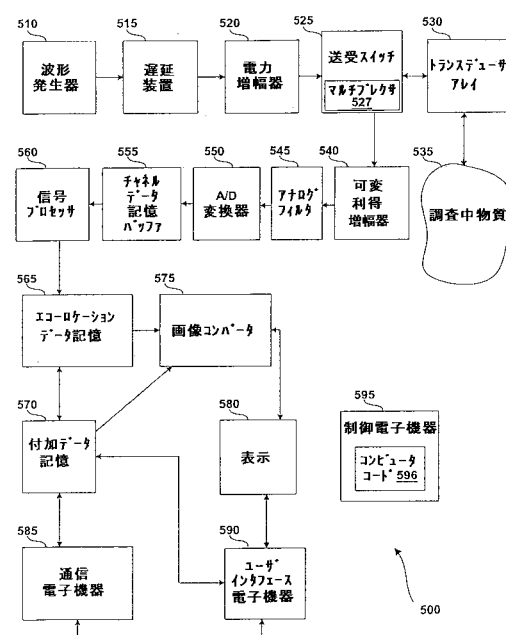 510
波形
発生器
515
遅延
装置
520
電力
増幅器
525
送受スイッチ
マルチプレクサ
527
530
トランスデューサ
アレイ
535
調査中物質
560
信号
プロセッサ
555
チャネル
データ
記憶
バッファ
550
A/D
変換器
545
アナログ
フィルタ
540
可変
利得
増幅器
565
エコーロケーション
データ記憶
575
画像コンバータ
570
付加データ
記憶
580
表示
595
制御電子機器
コンピュータ
コード 596
585
通信
電子機器
590
ユーザ
インタフェース
電子機器
500